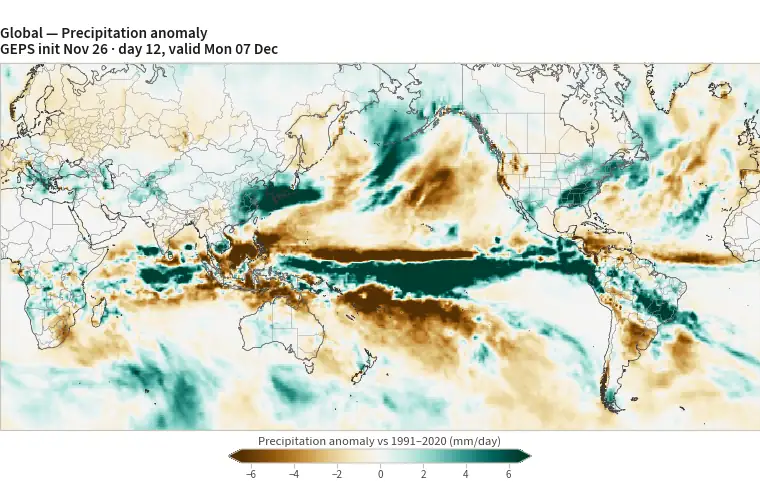 Global — Precipitation anomaly
GEPS init Nov 26 · day 12, valid Mon 07 Dec
Precipitation anomaly vs 1991–2020 (mm/day)
−6 −4 −2 0 2 4 6